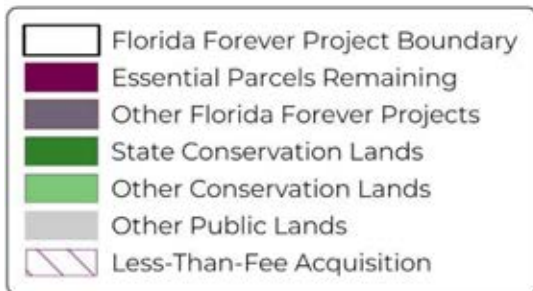 Florida Forever Project Boundary
Essential Parcels Remaining
Other Florida Forever Projects
State Conservation Lands
Other Conservation Lands
Other Public Lands
Less-Than-Fee Acquisition